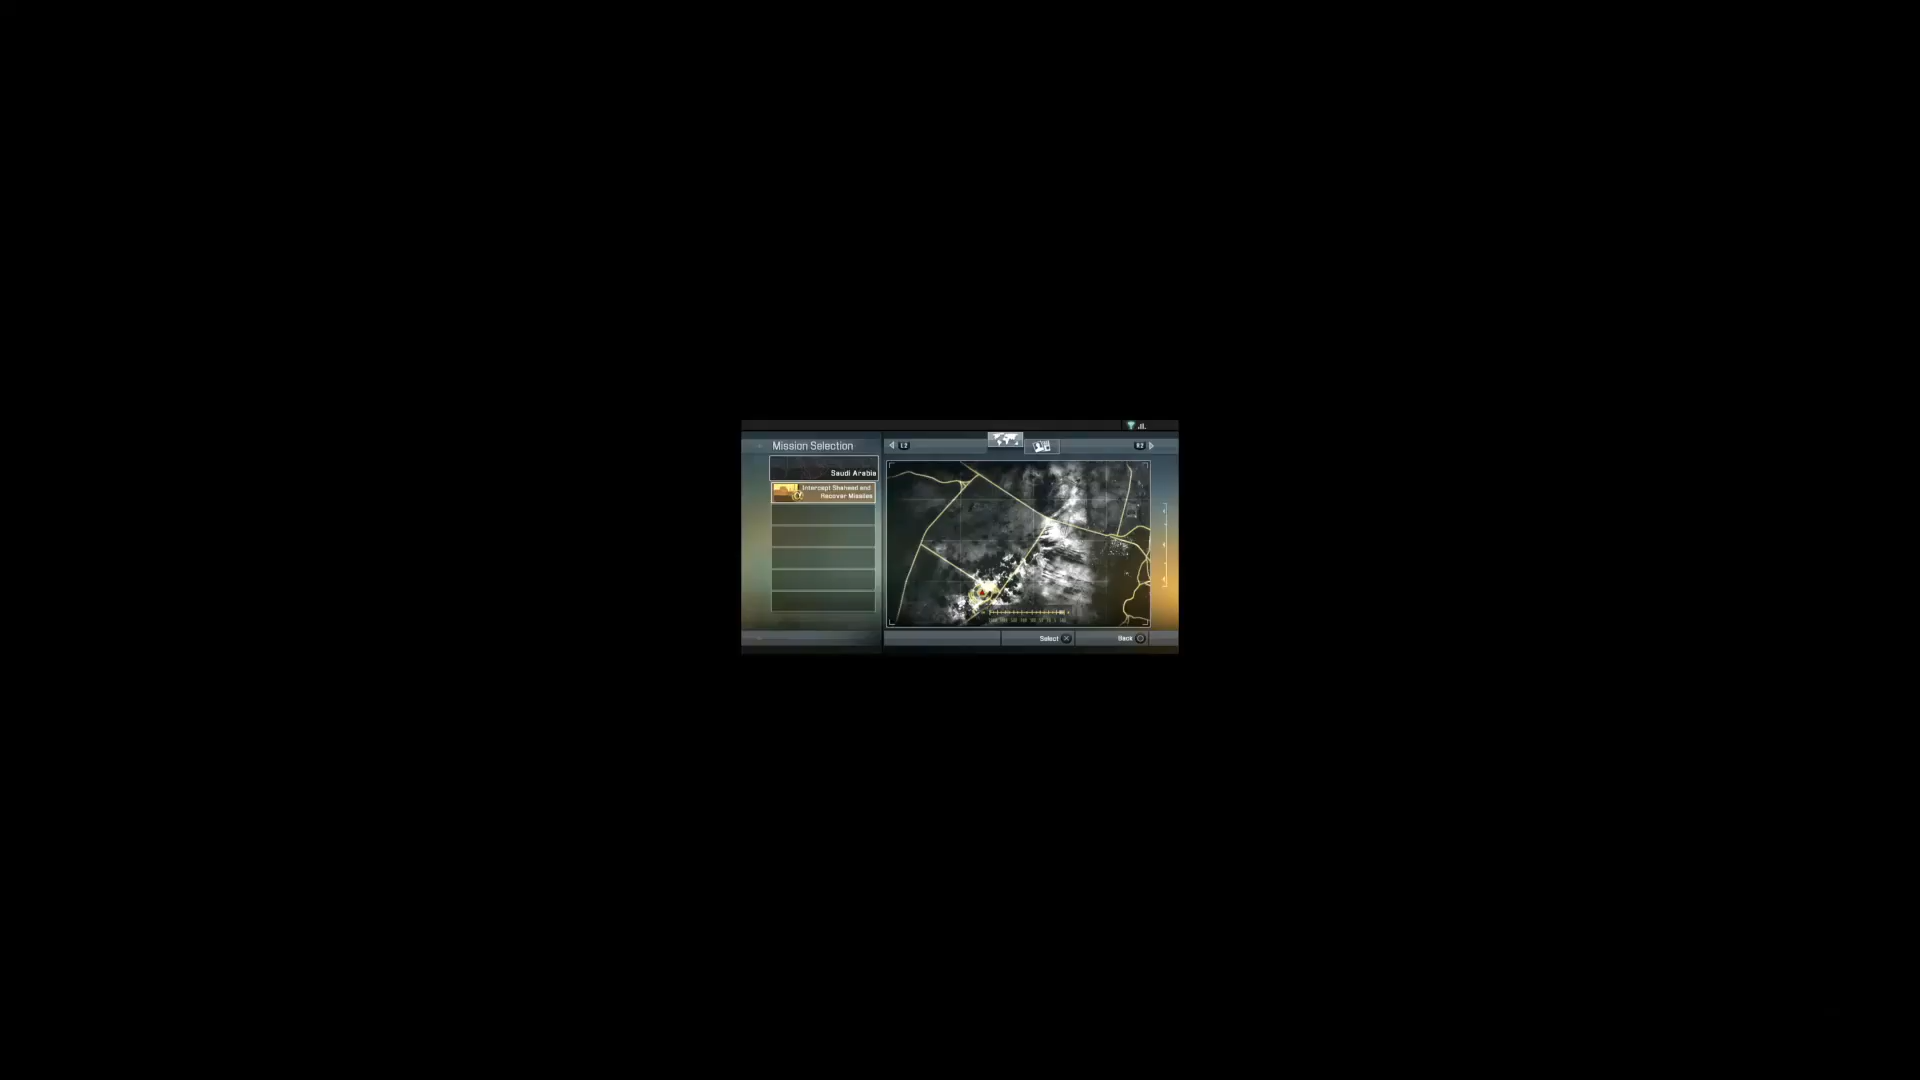 Mission Selection
L2
R2
Saudi Arabia
Intercept Shaheed and
Recover Missiles
Select
Back